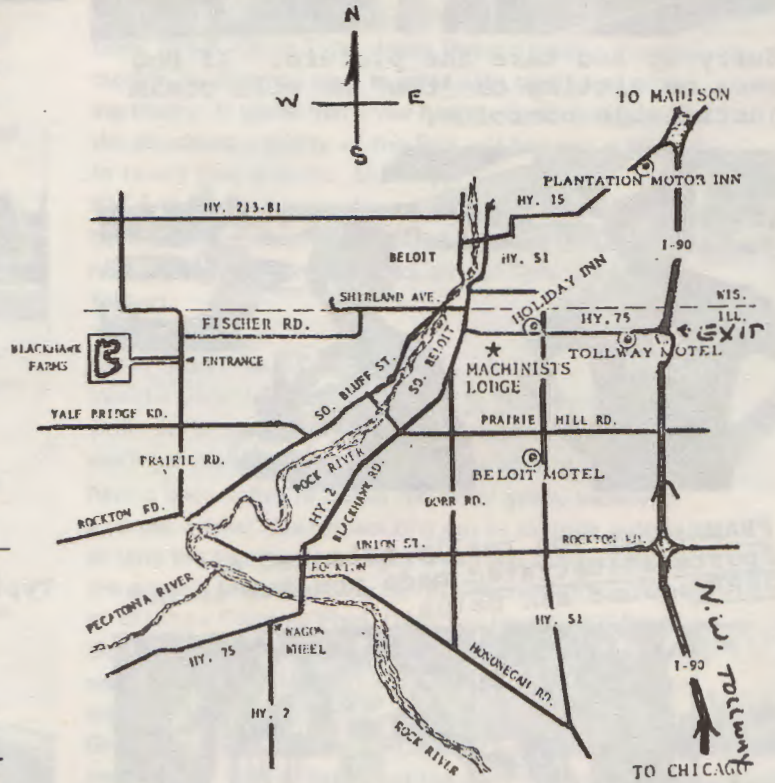 N
W E
S
TO MADISON
PLANTATION MOTOR INN
HY. 213-81
HY. 15
BELOIT
HY. 51
I-90
SHIRLAND AVE.
HOLIDAY INN
WIS.
ILL.
HY. 75
EXIT
FISCHER RD.
BLACKHAWK
FARMS
ENTRANCE
SO. BLUFF ST.
SO. BELOIT
MACHINISTS
LODGE
TOLLWAY MOTEL
YALE BRIDGE RD.
PRAIRIE HILL RD.
PRAIRIE RD.
ROCK RIVER
HY. 2
BLACKHAWK RD.
BELOIT MOTEL
DORR RD.
ROCKTON RD.
UNION ST.
ROCKTON RD.
ROCKTON
PECATONIA RIVER
WAGON
WHEEL
HY. 75
HY. 51
HONONEGAH RD.
I-90
N.W. TOLLWAY
HY. 2
ROCK RIVER
TO CHICAGO